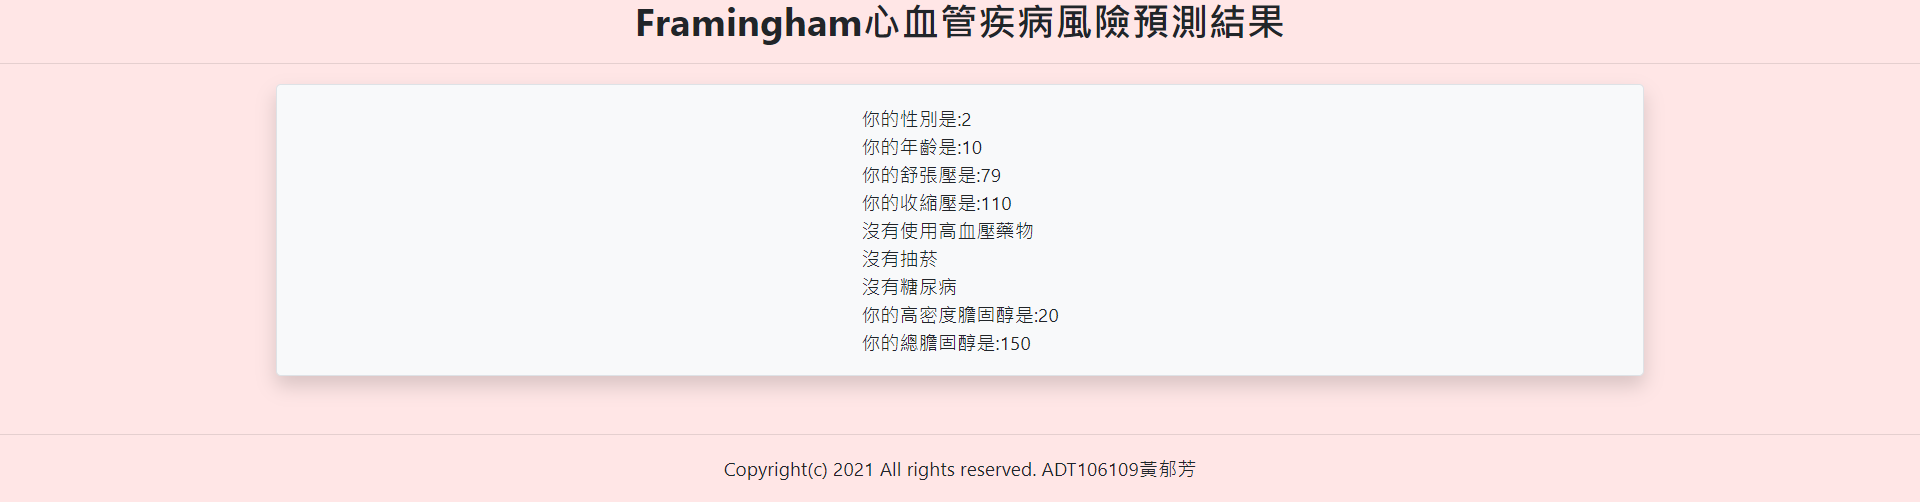 Framingham心血管疾病風險預測結果
你的性別是:2
你的年齡是:10
你的舒張壓是:79
你的收縮壓是:110
沒有使用高血壓藥物
沒有抽菸
沒有糖尿病
你的高密度膽固醇是:20
你的總膽固醇是:150
Copyright(c) 2021 All rights reserved. ADT106109黃郁芳